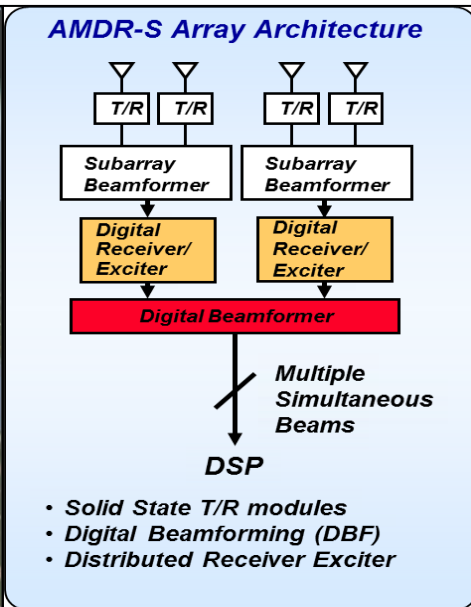 AMDR-S Array Architecture
T/R T/R T/R T/R
Subarray Beamformer Subarray Beamformer
Digital Receiver/ Exciter Digital Receiver/ Exciter
Digital Beamformer
Multiple
Simultaneous
Beams
DSP
• Solid State T/R modules
• Digital Beamforming (DBF)
• Distributed Receiver Exciter